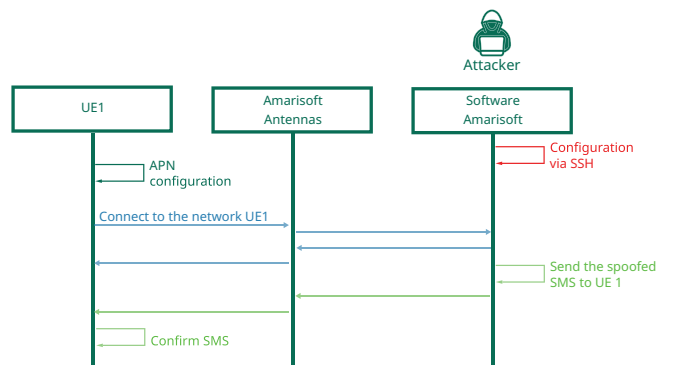 Attacker
UE1
Amarisoft
Antennas
Software
Amarisoft
Configuration
via SSH
APN
configuration
Connect to the network UE1
Send the spoofed
SMS to UE 1
Confirm SMS